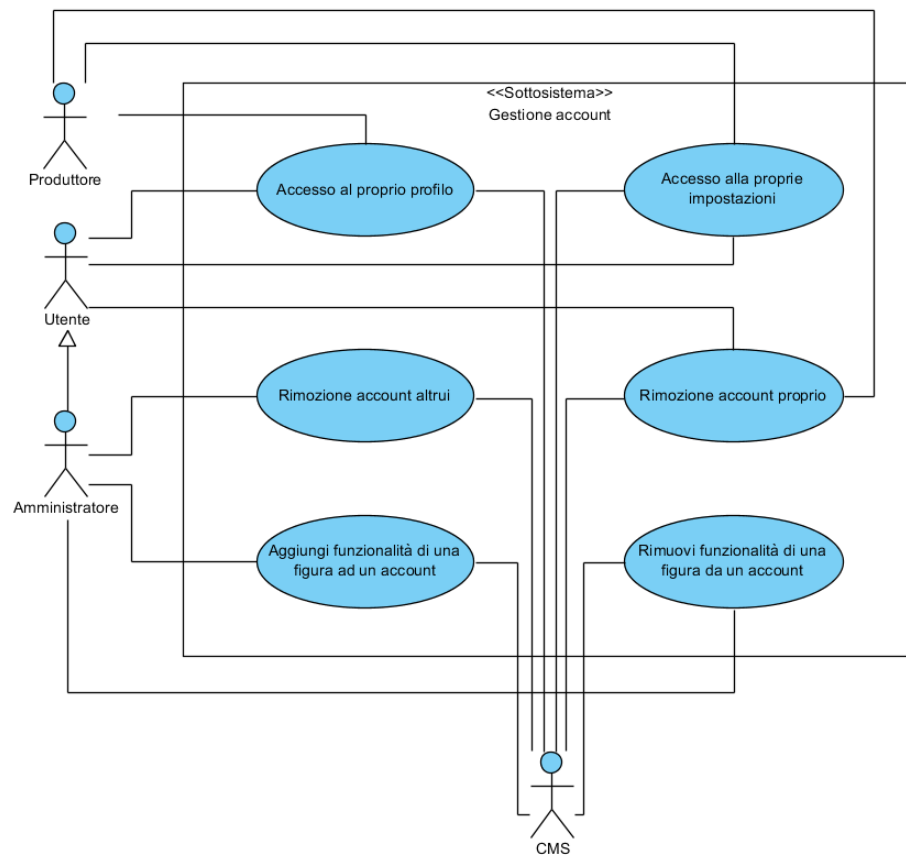 <<Sottosistema>>
Gestione account
Produttore
Accesso al proprio profilo
Accesso alla proprie
impostazioni
Utente
Rimozione account altrui
Rimozione account proprio
Amministratore
Aggiungi funzionalità di una
figura ad un account
Rimuovi funzionalità di una
figura da un account
CMS